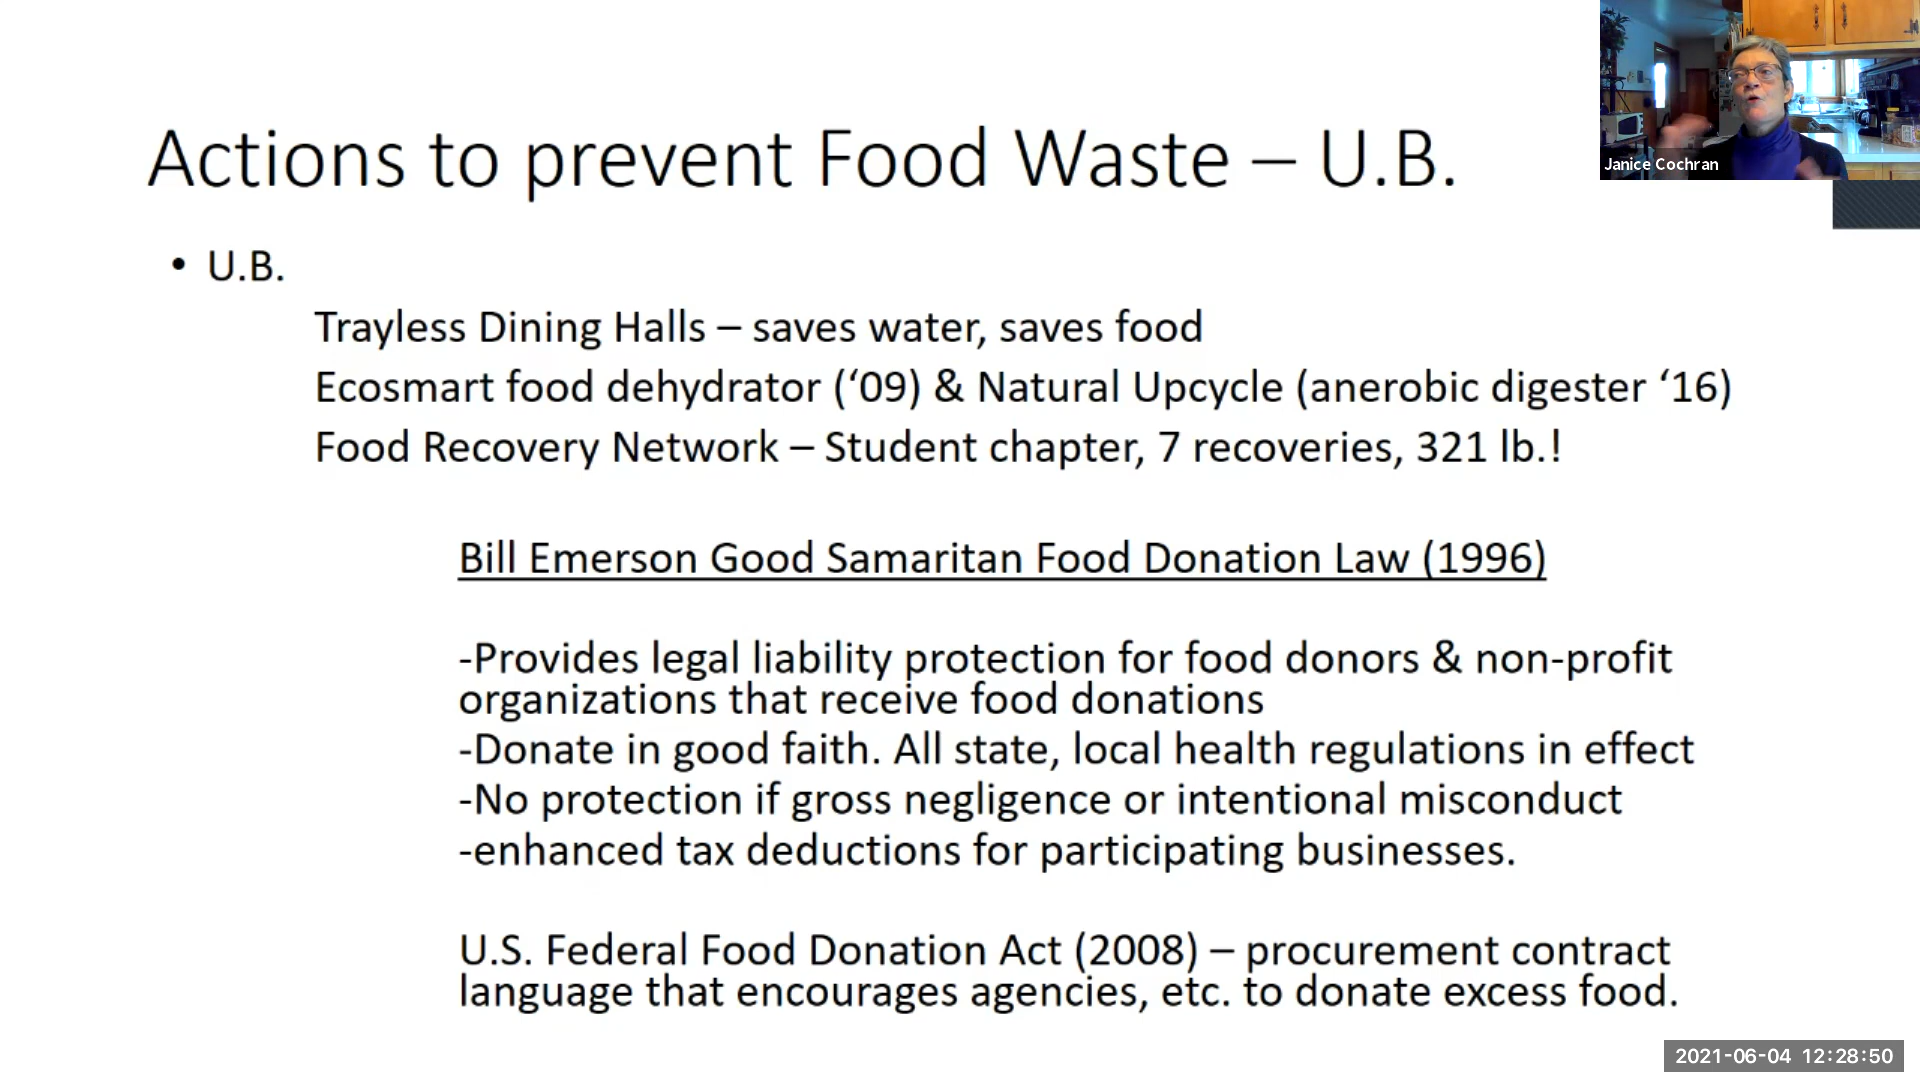 Janice Cochran
Actions to prevent Food Waste – U.B.
• U.B.
Trayless Dining Halls – saves water, saves food
Ecosmart food dehydrator (‘09) & Natural Upcycle (anerobic digester ‘16)
Food Recovery Network – Student chapter, 7 recoveries, 321 lb.!
Bill Emerson Good Samaritan Food Donation Law (1996)
-Provides legal liability protection for food donors & non-profit
organizations that receive food donations
-Donate in good faith. All state, local health regulations in effect
-No protection if gross negligence or intentional misconduct
-enhanced tax deductions for participating businesses.
U.S. Federal Food Donation Act (2008) – procurement contract
language that encourages agencies, etc. to donate excess food.
2021-06-04 12:28:50